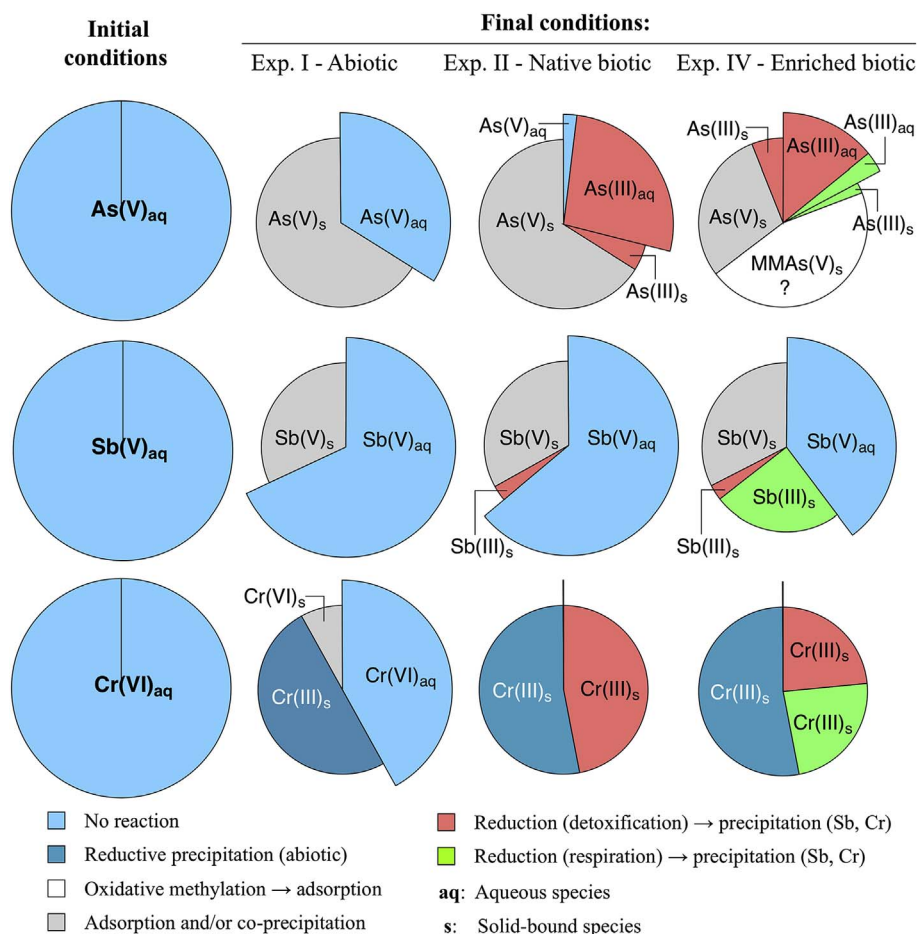 Initial conditions
Final conditions:
Exp. I - Abiotic
Exp. II - Native biotic
Exp. IV - Enriched biotic
As(V)aq
As(V)s
As(V)aq
As(V)aq
As(III)aq
As(V)s
As(III)s
As(III)s
As(III)aq
As(III)aq
As(V)s
As(III)s
MMAs(V)s
?
Sb(V)aq
Sb(V)s
Sb(V)aq
Sb(V)s
Sb(V)aq
Sb(III)s
Sb(V)s
Sb(V)aq
Sb(III)s
Sb(III)s
Cr(VI)aq
Cr(VI)s
Cr(VI)aq
Cr(III)s
Cr(III)s
Cr(III)s
Cr(III)s
Cr(III)s
Cr(III)s
No reaction
Reductive precipitation (abiotic)
Oxidative methylation → adsorption
Adsorption and/or co-precipitation
Reduction (detoxification) → precipitation (Sb, Cr)
Reduction (respiration) → precipitation (Sb, Cr)
aq: Aqueous species
s: Solid-bound species